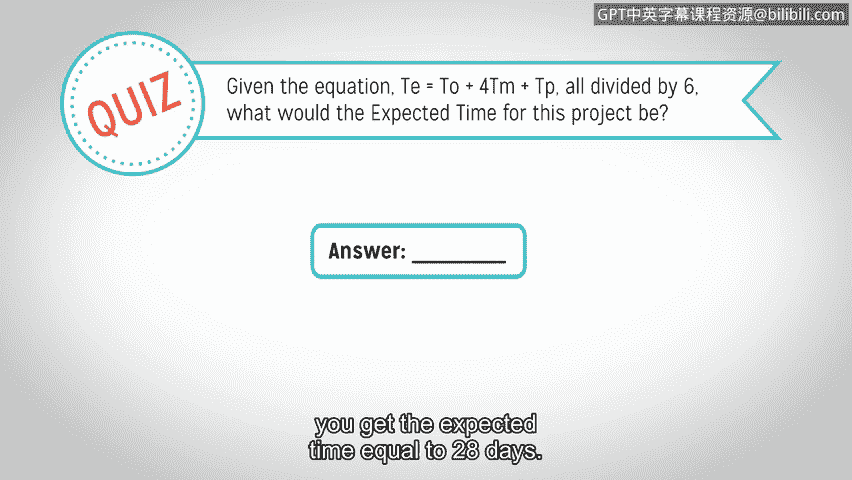 GPT中英字幕课程资源@bilibili.com
QUIZ
Given the equation, Te = To + 4Tm + Tp, all divided by 6,
what would the Expected Time for this project be?
Answer: ________
you get the expected
time equal to 28 days.